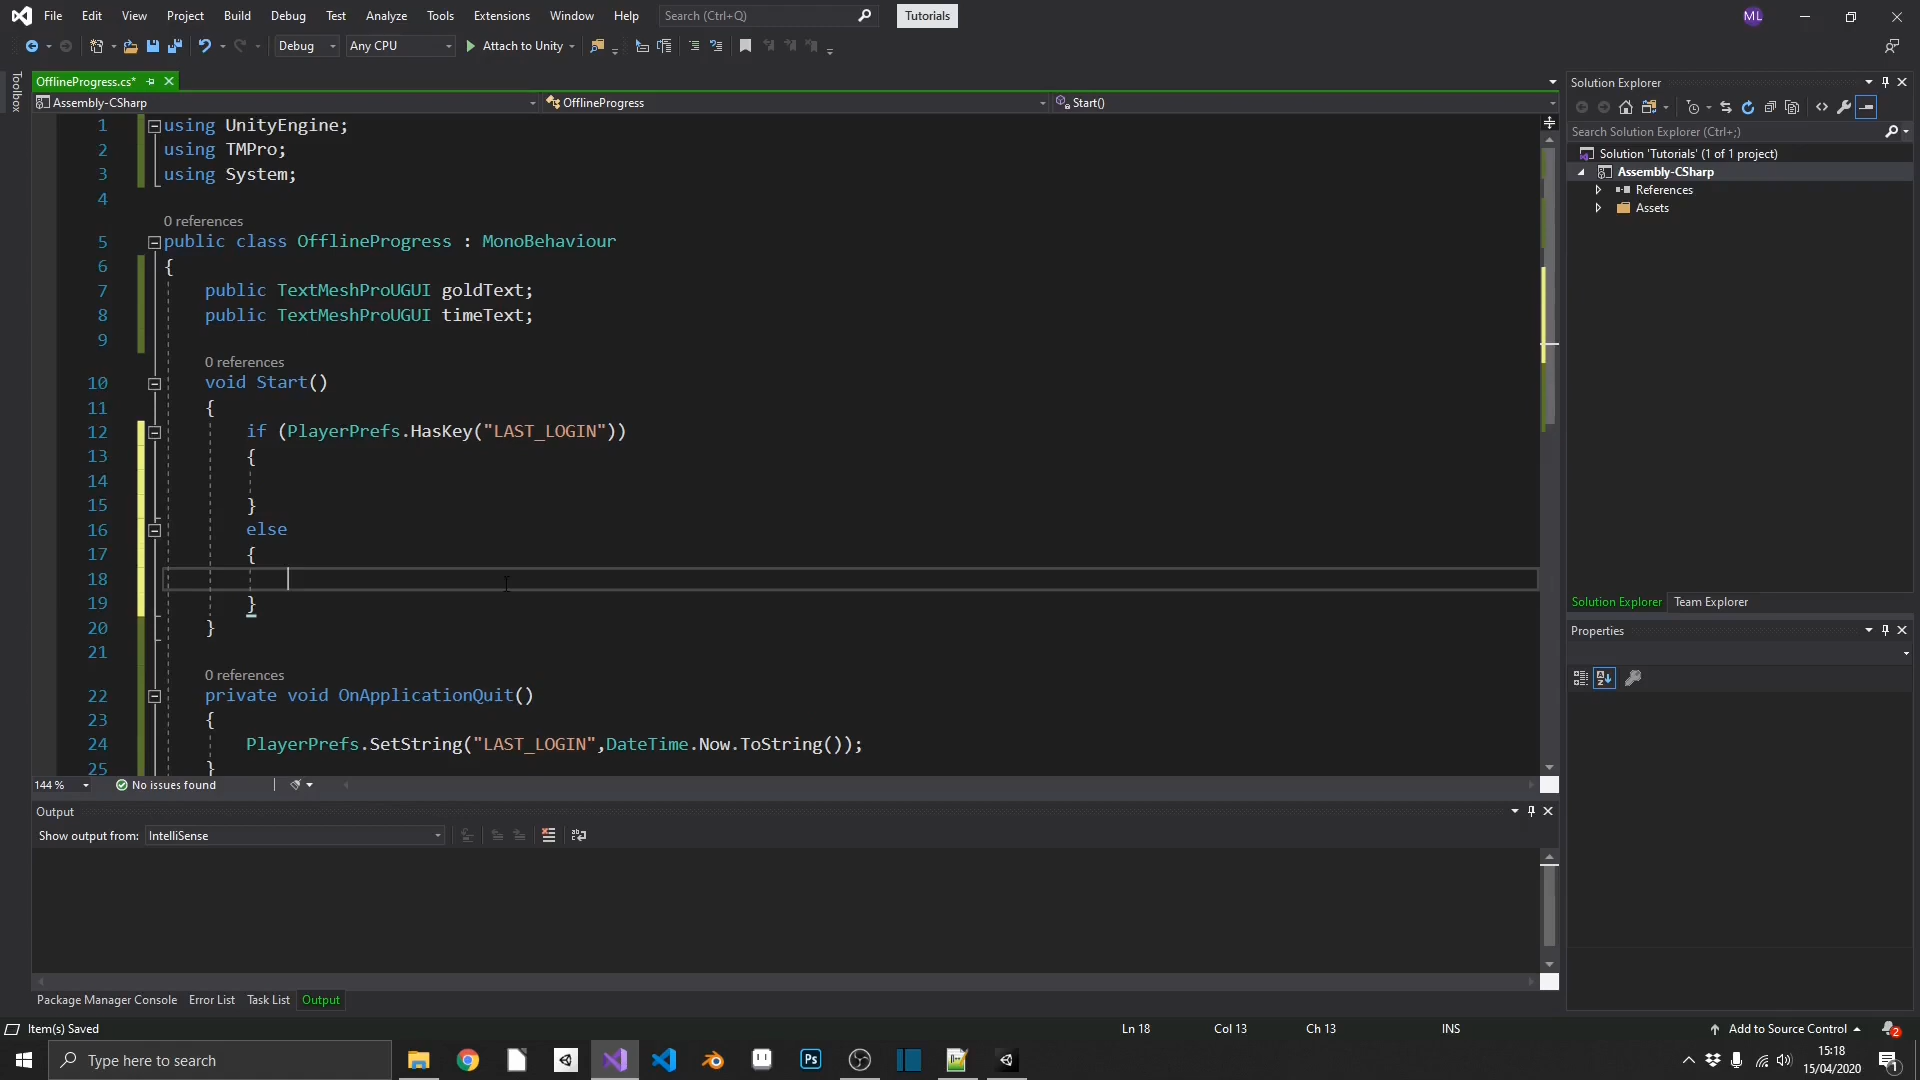 File Edit View Project Build Debug Test Analyze Tools Extensions Window Help Search (Ctrl+Q) Tutorials ML
Debug Any CPU Attach to Unity
Toolbox
OfflineProgress.cs*
Assembly-CSharp OfflineProgress Start()
1 using UnityEngine;
2 using TMPro;
3 using System;
4
0 references
5 public class OfflineProgress : MonoBehaviour
6 {
7 public TextMeshProUGUI goldText;
8 public TextMeshProUGUI timeText;
9
0 references
10 void Start()
11 {
12 if (PlayerPrefs.HasKey("LAST_LOGIN"))
13 {
14
15 }
16 else
17 {
18
19 }
20 }
21
0 references
22 private void OnApplicationQuit()
23 {
24 PlayerPrefs.SetString("LAST_LOGIN",DateTime.Now.ToString());
25 }
144 % No issues found
Output
Show output from: IntelliSense
Package Manager Console Error List Task List Output
Solution Explorer
Search Solution Explorer (Ctrl+;)
Solution 'Tutorials' (1 of 1 project)
Assembly-CSharp
References
Assets
Solution Explorer Team Explorer
Properties
Item(s) Saved Ln 18 Col 13 Ch 13 INS Add to Source Control 2
Type here to search Ps 15:18
15/04/2020 1